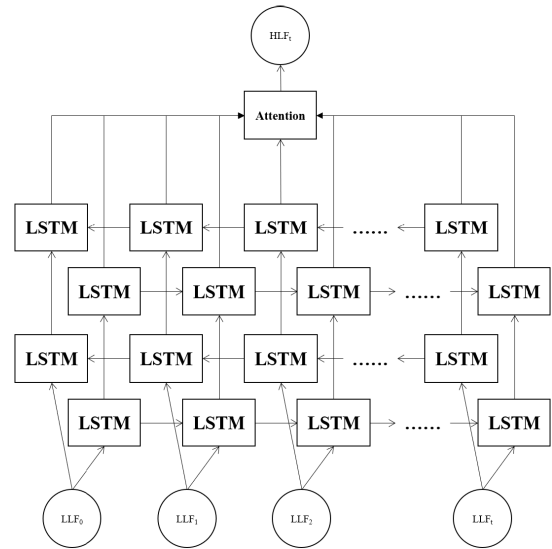 HLFt
Attention
LSTM LSTM LSTM ...... LSTM
LSTM LSTM LSTM ...... LSTM
LSTM LSTM LSTM ...... LSTM
LSTM LSTM LSTM ...... LSTM
LLF0 LLF1 LLF2 LLFt